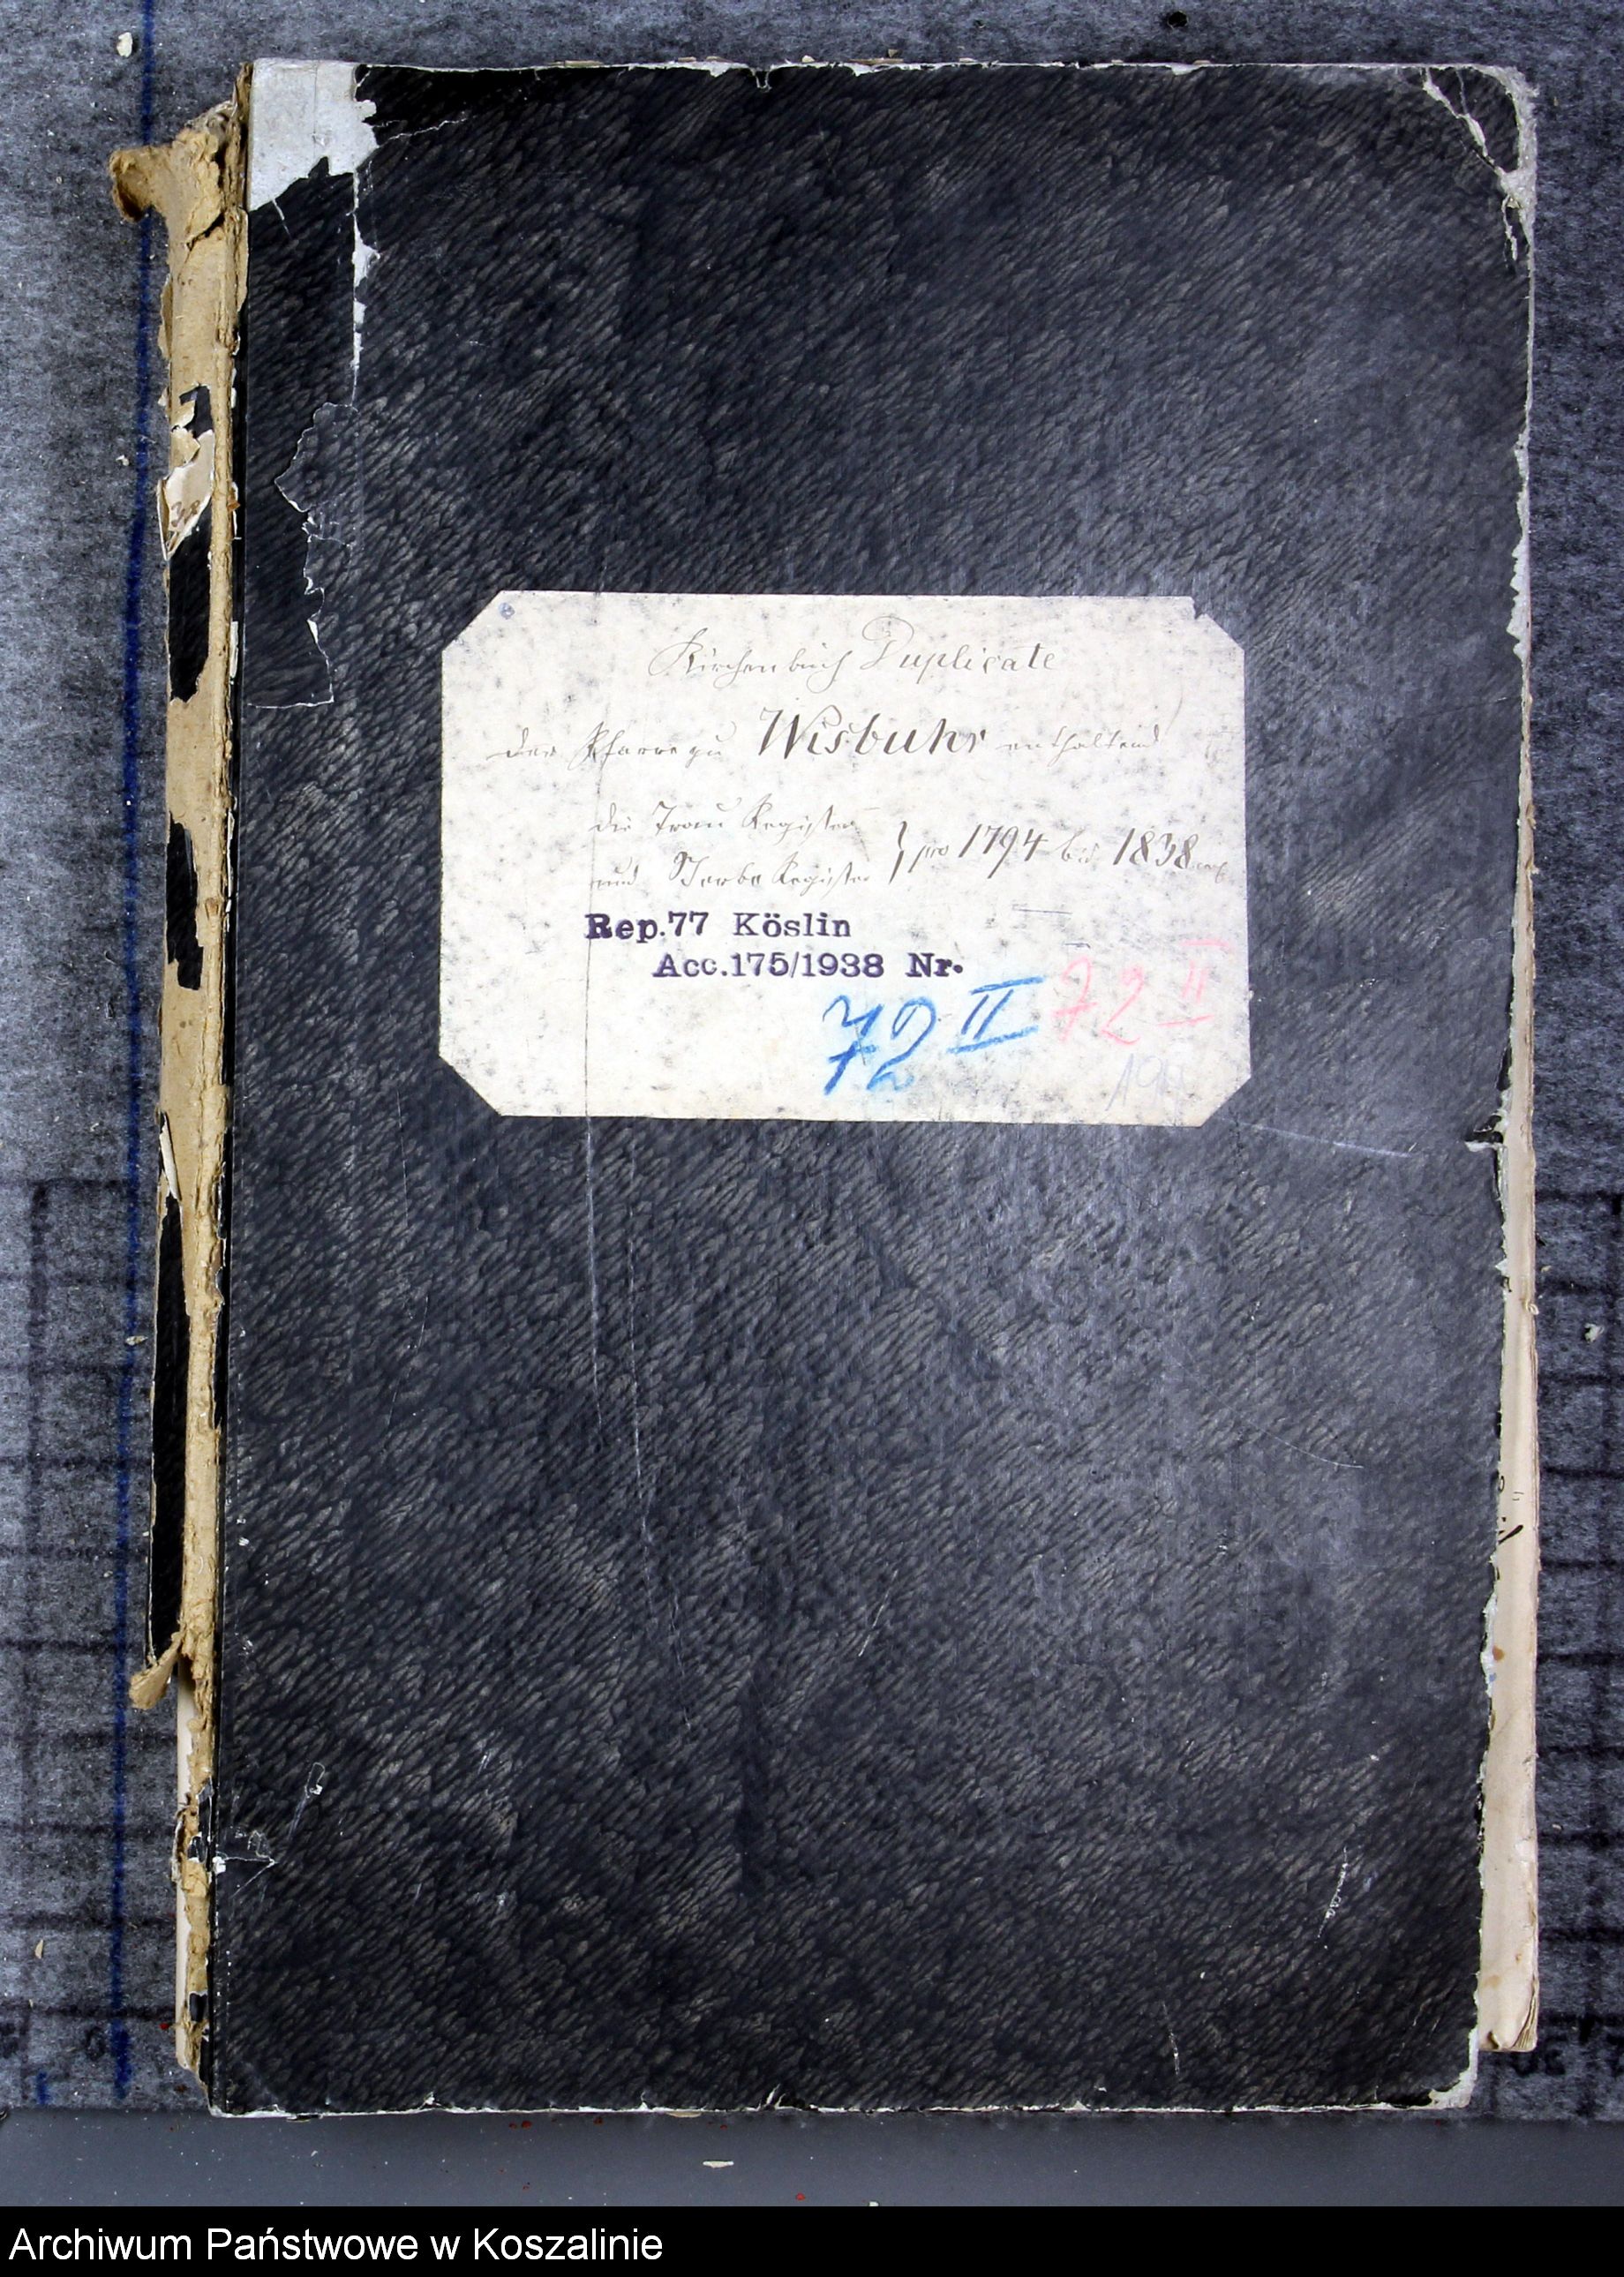 Kirchenbuch Duplicate
der Pfarre zu Wisbuhr enthaltend
die Trau Register
und Sterbe Register } pro 1794 bis 1838
Rep.77 Köslin
Acc.175/1938 Nr.
72 II 72 II
Archiwum Państwowe w Koszalinie